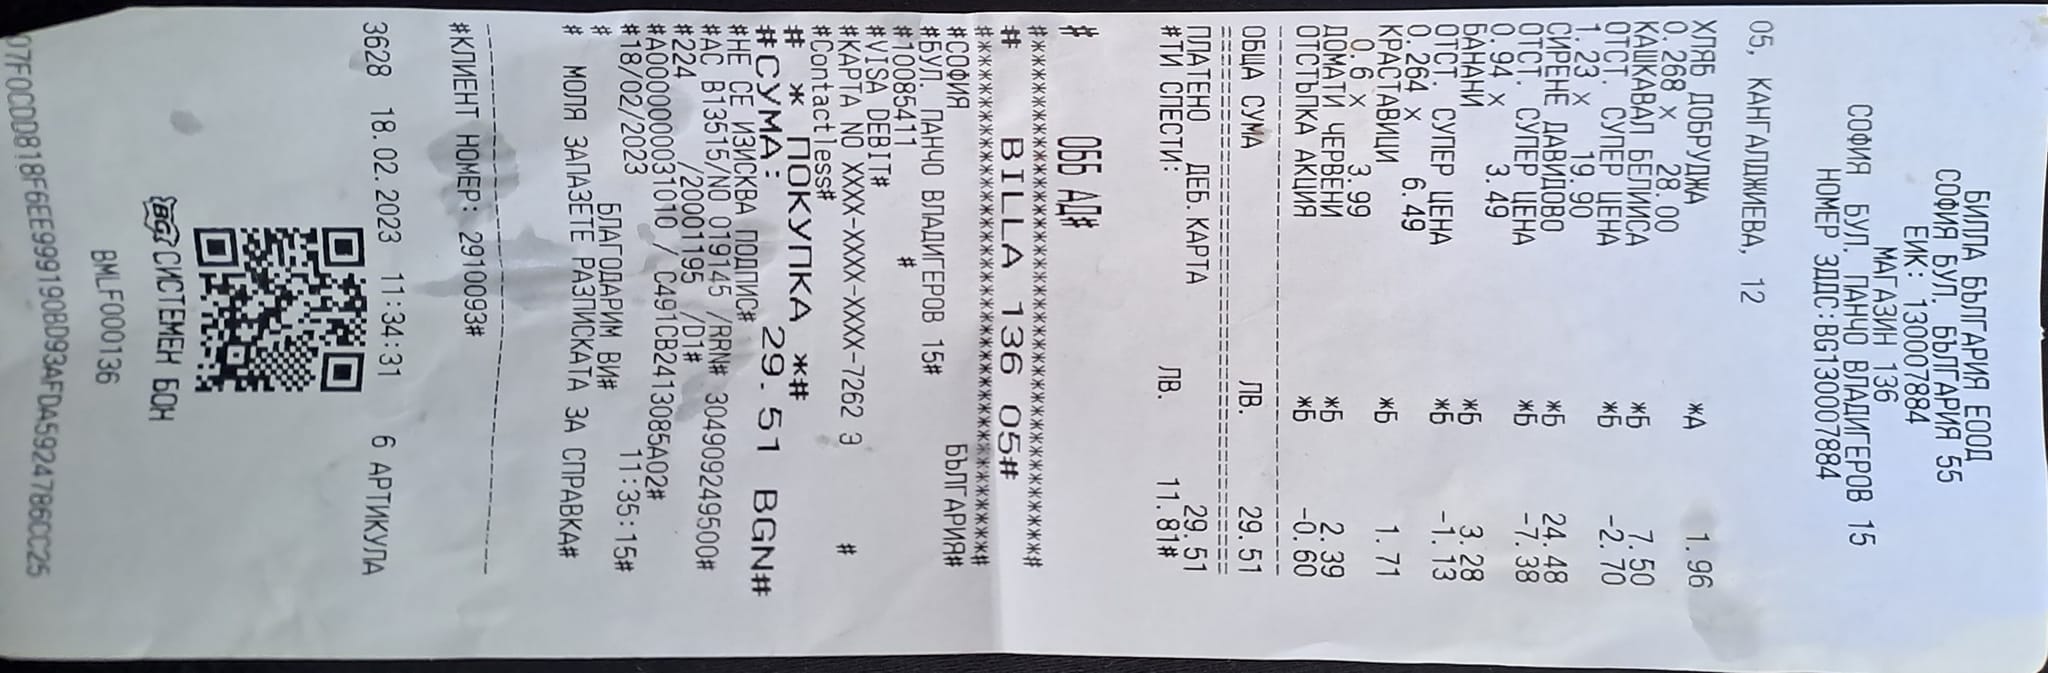 БИЛЛА БЪЛГАРИЯ ЕООД
СОФИЯ БУЛ. БЪЛГАРИЯ 55
ЕИК: 130007884
МАГАЗИН 136
СОФИЯ БУЛ. ПАНЧО ВЛАДИГЕРОВ 15
НОМЕР ЗДДС:BG130007884
05, КАНГАЛДЖИЕВА, 12
ХЛЯБ ДОБРУДЖА *А 1.96
0.268 x 28.00
КАШКАВАЛ БЕЛИИСА *Б 7.50
ОТСТ. СУПЕР ЦЕНА *Б -2.70
1.23 x 19.90
СИРЕНЕ ДАВИДОВО *Б 24.48
ОТСТ. СУПЕР ЦЕНА *Б -7.38
0.94 x 3.49
БАНАНИ *Б 3.28
ОТСТ. СУПЕР ЦЕНА *Б -1.13
0.264 x 6.49
КРАСТАВИЦИ *Б 1.71
0.6 x 3.99
ДОМАТИ ЧЕРВЕНИ *Б 2.39
ОТСТЪПКА АКЦИЯ *Б -0.60
ОБЩА СУМА ЛВ. 29.51
ПЛАТЕНО ДЕБ.КАРТА 29.51
#ТИ СПЕСТИ: ЛВ. 11.81#
# ОББ АД#
#************************************#
# BILLA 136 05#
#************************************#
#СОФИЯ БЪЛГАРИЯ#
#БУЛ. ПАНЧО ВЛАДИГЕРОВ 15#
#10085411 #
#VISA DEBIT#
#КАРТА NO XXXX-XXXX-XXXX-7262 3 #
#Contactless#
# * ПОКУПКА *#
#СУМА: 29.51 BGN#
#НЕ СЕ ИЗИСКВА ПОДПИС#
#AC B13515/NO 019145 /RRN# 304909249500#
#224 /20001195 /D1#
#A0000000031010 / C491CB2413085A02#
#18/02/2023 11:35:15#
# БЛАГОДАРИМ ВИ#
# МОЛЯ ЗАПАЗЕТЕ РАЗПИСКАТА ЗА СПРАВКА#
#КЛИЕНТ НОМЕР: 2910093#
3628 18.02.2023 11:34:31 6 АРТИКУЛА
BGT СИСТЕМЕН БОН
BMLF000136